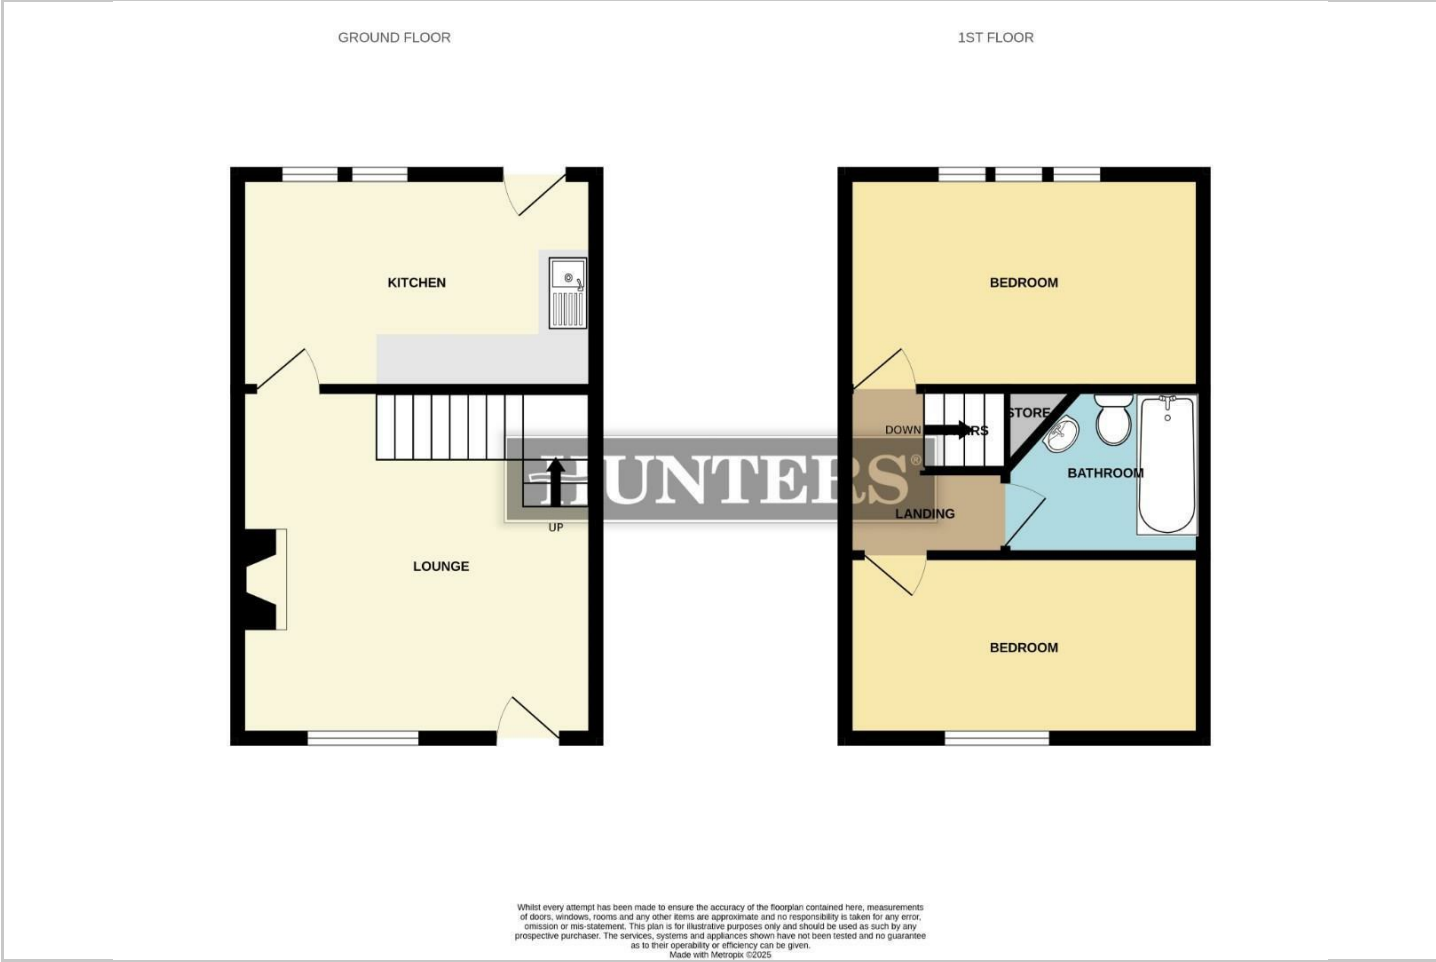 GROUND FLOOR
1ST FLOOR
KITCHEN
BEDROOM
STORE
DOWN
BATHROOM
HUNTERS®
LANDING
UP
LOUNGE
BEDROOM
Whilst every attempt has been made to ensure the accuracy of the floorplan contained here, measurements
of doors, windows, rooms and any other items are approximate and no responsibility is taken for any error,
omission or mis-statement. This plan is for illustrative purposes only and should be used as such by any
prospective purchaser. The services, systems and appliances shown have not been tested and no guarantee
as to their operability or efficiency can be given.
Made with Metropix ©2025